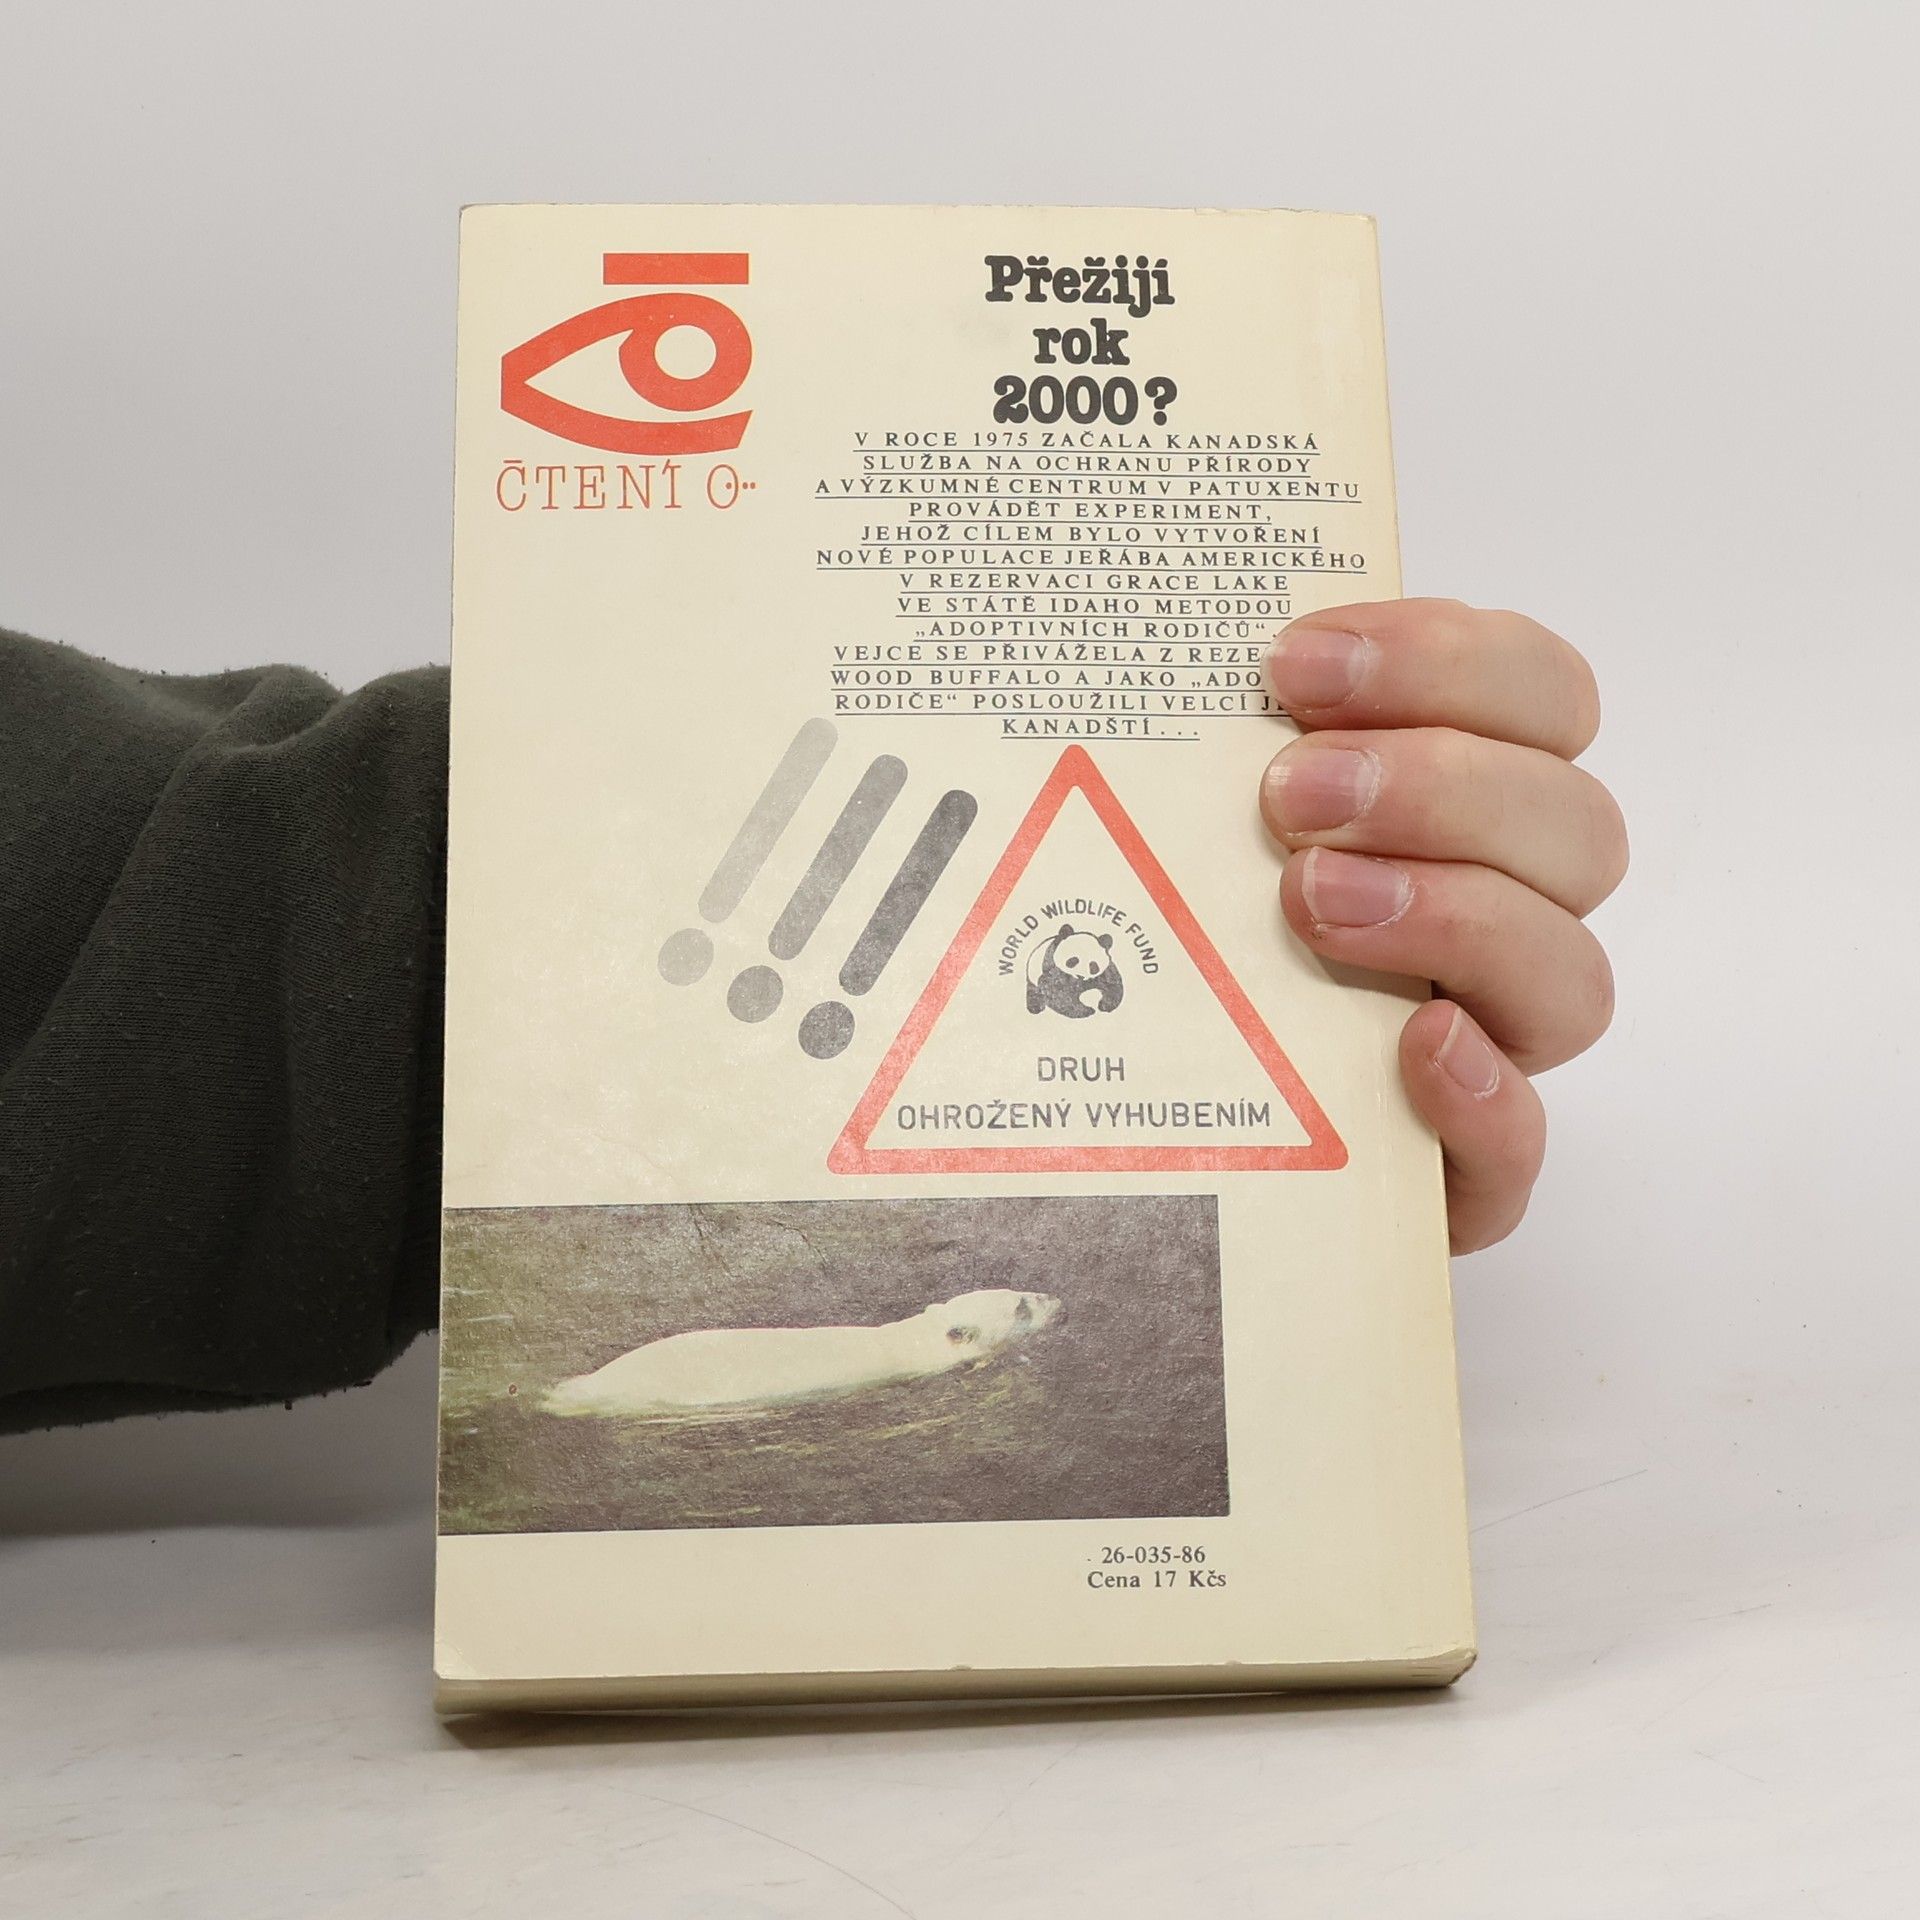 Přežijí
rok
2000?
V ROCE 1975 ZAČALA KANADSKÁ
SLUŽBA NA OCHRANU PŘÍRODY
A VÝZKUMNÉ CENTRUM V PATUXENTU
PROVÁDĚT EXPERIMENT,
JEHOŽ CÍLEM BYLO VYTVOŘENÍ
NOVÉ POPULACE JEŘÁBA AMERICKÉHO
V REZERVACI GRACE LAKE
VE STÁTĚ IDAHO METODOU
„ADOPTIVNÍCH RODIČŮ“.
VEJCE SE PŘIVÁŽELA Z
WOOD BUFFALO A JAKO
RODIČE“ POSLOUŽILI VELCÍ
KANADŠTÍ...
ČTENÍ O...
WORLD WILDLIFE FUND
DRUH
OHROŽENÝ VYHUBENÍM
26-035-86
Cena 17 Kčs